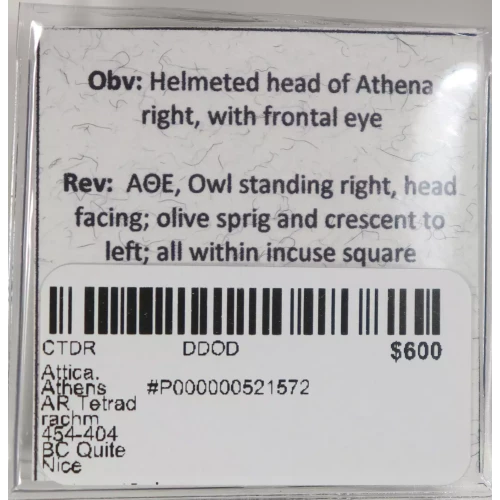 Obv: Helmeted head of Athena
right, with frontal eye
Rev: ΑΘΕ, Owl standing right, head
facing; olive sprig and crescent to
left; all within incuse square
CTDR DDOD $600
Attica.
Athens #P000000521572
AR Tetrad
rachm
454-404
BC Quite
Nice